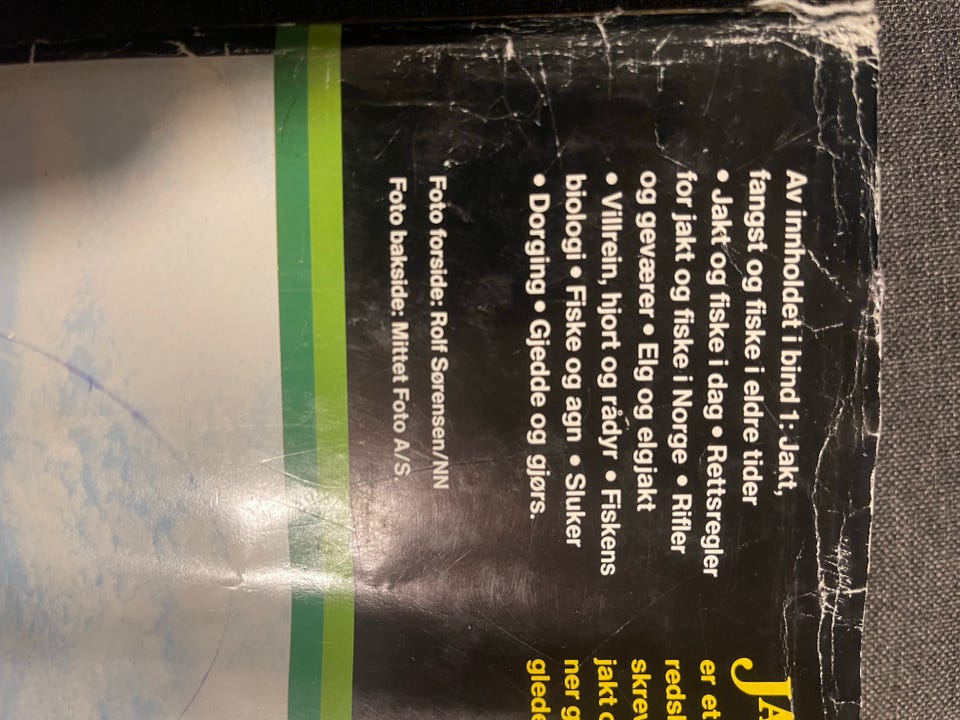 Av innholdet i bind 1: Jakt,
fangst og fiske i eldre tider
• Jakt og fiske i dag • Rettsregler
for jakt og fiske i Norge • Rifler
og geværer • Elg og elgjakt
• Villrein, hjort og rådyr • Fiskens
biologi • Fiske og agn • Sluker
• Dorging • Gjedde og gjørs.
Foto forside: Rolf Sørensen/NN
Foto bakside: Mittet Foto A/S.
JA
er et
reds
skrev
jakt
ner g
glede